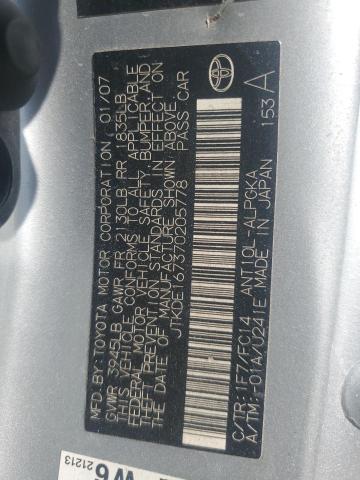 MFD.BY:TOYOTA MOTOR CORPORATION 01/07
GVWR 3945LB GAWR FR 2130LB RR 1835LB
THIS VEHICLE CONFORMS TO ALL APPLICABLE
FEDERAL MOTOR VEHICLE SAFETY, BUMPER, AND
THEFT PREVENTION STANDARDS IN EFFECT ON
THE DATE OF MANUFACTURE SHOWN ABOVE.
JTKDE167370205778 PASS CAR
C/TR:1F7/FC14 ANT10L-ALPGKA
A/TM:-01A/U241E MADE IN JAPAN 153 A
W6
21213